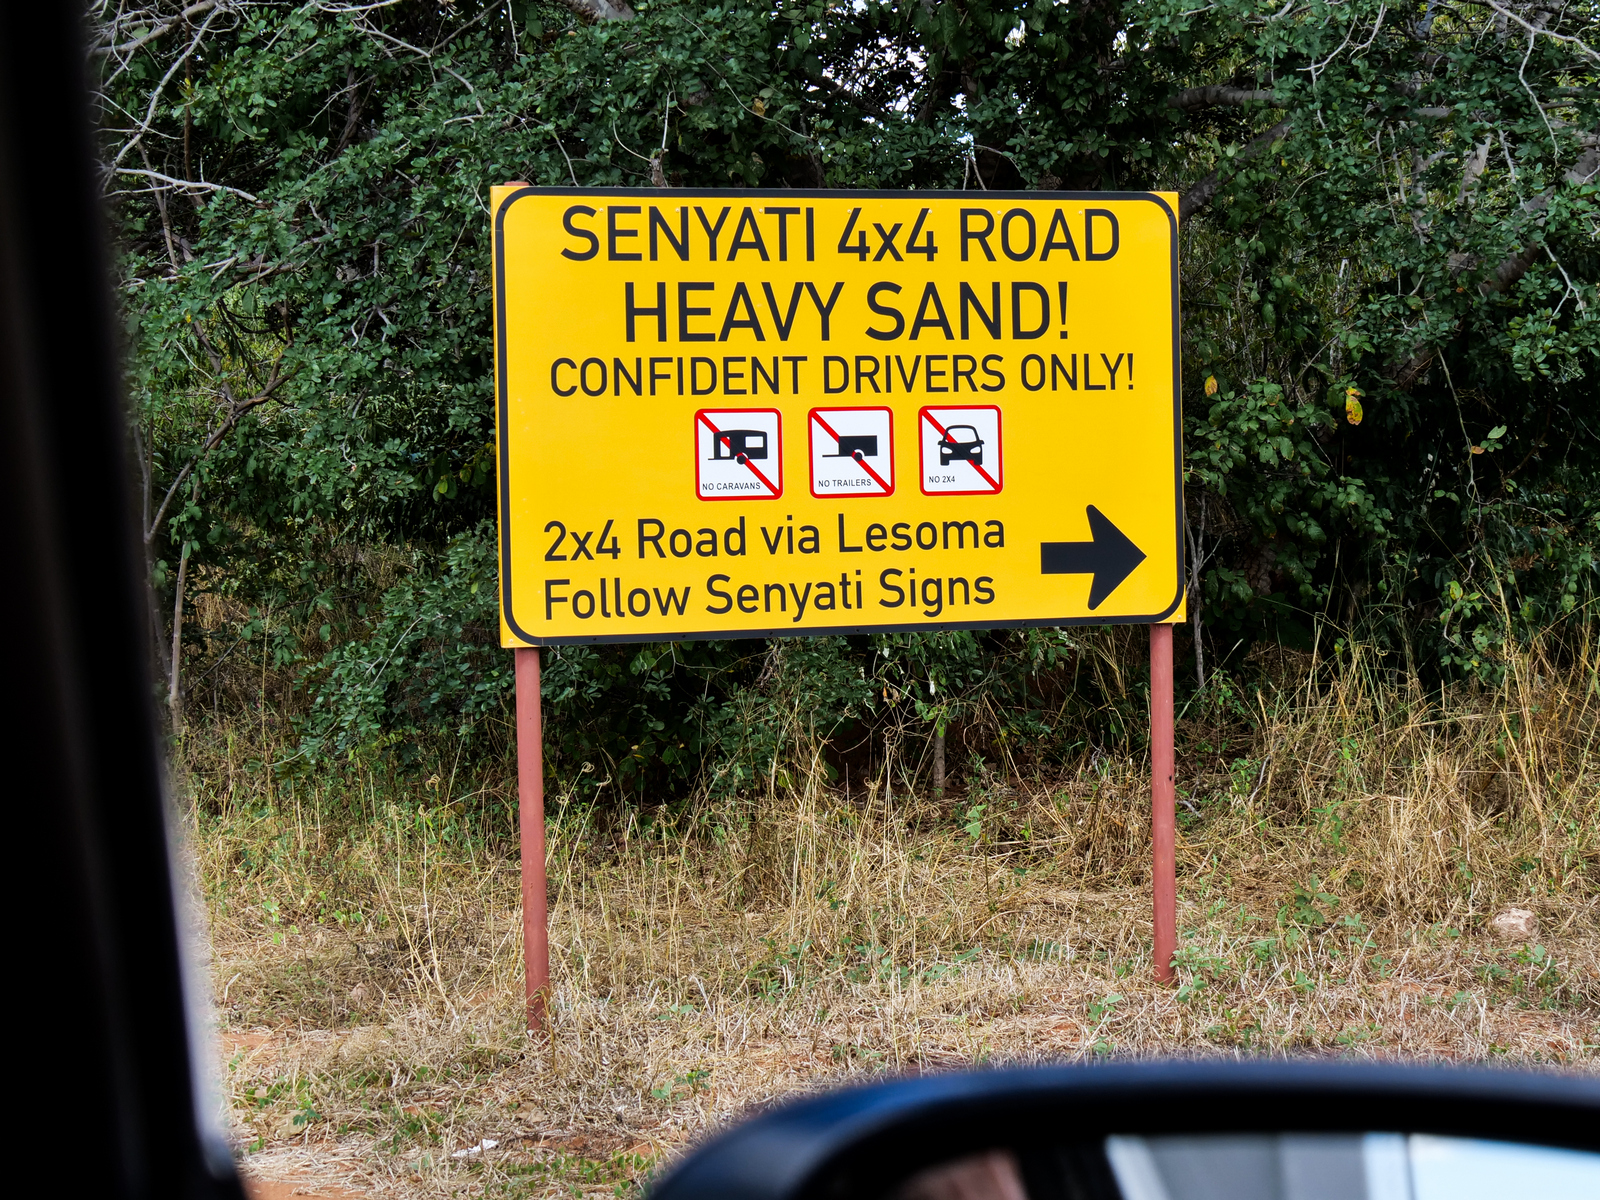 SENYATI 4x4 ROAD
HEAVY SAND!
CONFIDENT DRIVERS ONLY!
NO CARAVANS
NO TRAILERS
NO 2X4
2x4 Road via Lesoma
Follow Senyati Signs